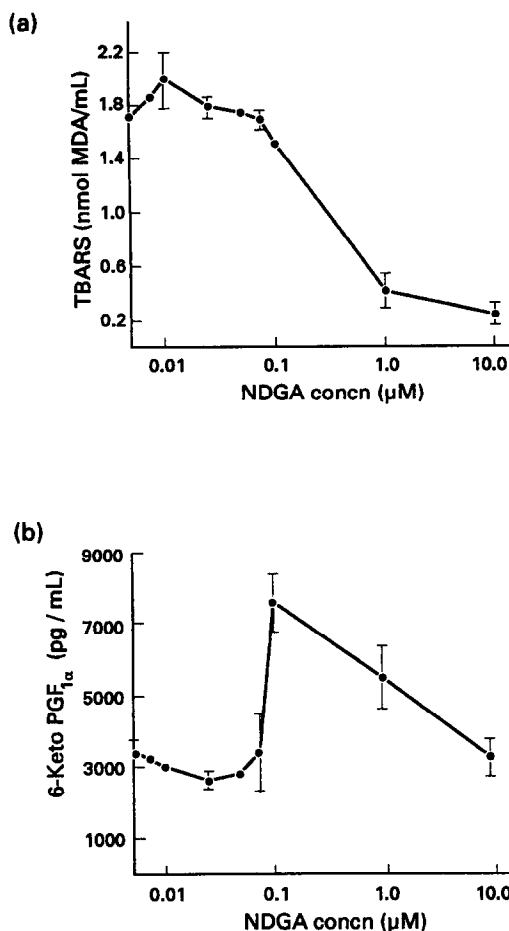 (a)
TBARS (nmol MDA/mL)
2.2
1.8
1.4
1.0
0.6
0.2
0.01 0.1 1.0 10.0
NDGA concn (μM)
(b)
6-Keto PGF1α (pg / mL)
9000
7000
5000
3000
1000
0.01 0.1 1.0 10.0
NDGA concn (μM)